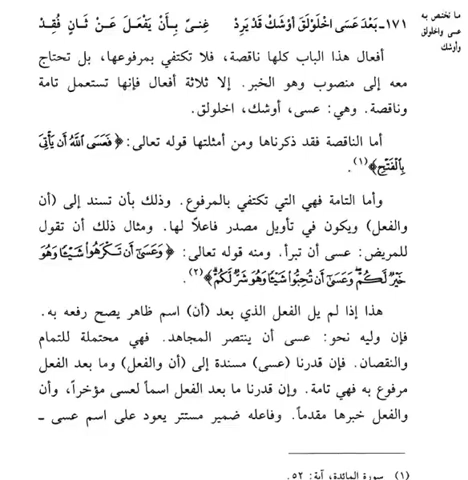 ما تختص به
عسى واخلولق
وأوشك
١٧١ـ بَعْدَ عَسَى اخْلَوْلَقَ أوْشَكَ قَدْ يَرِدْ غِنىً بِـأَنْ يَفْعَلَ عَنْ ثَـانٍ فُقِـدْ
أفعال هذا الباب كلها ناقصة، فلا تكتفي بمرفوعها، بل تحتاج
معه إلى منصوب وهو الخبر. إلا ثلاثة أفعال فإنها تستعمل تامة
وناقصة. وهي: عسى، أوشك، اخلولق.
أما الناقصة فقد ذكرناها ومن أمثلتها قوله تعالى: ﴿فَعَسَى اللَّهُ أَن يَأْتِيَ
بِالْفَتْحِ﴾(١).
وأما التامة فهي التي تكتفي بالمرفوع. وذلك بأن تسند إلى (أن
والفعل) ويكون في تأويل مصدر فاعلاً لها. ومثال ذلك أن تقول
للمريض: عسى أن تبرأ. ومنه قوله تعالى: ﴿وَعَسَىٰ أَن تَكْرَهُوا شَيْئًا وَهُوَ
خَيْرٌ لَّكُمْ وَعَسَىٰ أَن تُحِبُّوا شَيْئًا وَهُوَ شَرٌّ لَّكُمْ﴾(٢).
هذا إذا لم يل الفعل الذي بعد (أن) اسم ظاهر يصح رفعه به.
فإن وليه نحو: عسى أن ينتصر المجاهد. فهي محتملة للتمام
والنقصان. فإن قدرنا (عسى) مسندة إلى (أن والفعل) وما بعد الفعل
مرفوع به فهي تامة. وإن قدرنا ما بعد الفعل اسماً لعسى مؤخراً، وأن
والفعل خبرها مقدماً. وفاعله ضمير مستتر يعود على اسم عسى ـ
(١) سورة المائدة، آية: ٥٢.